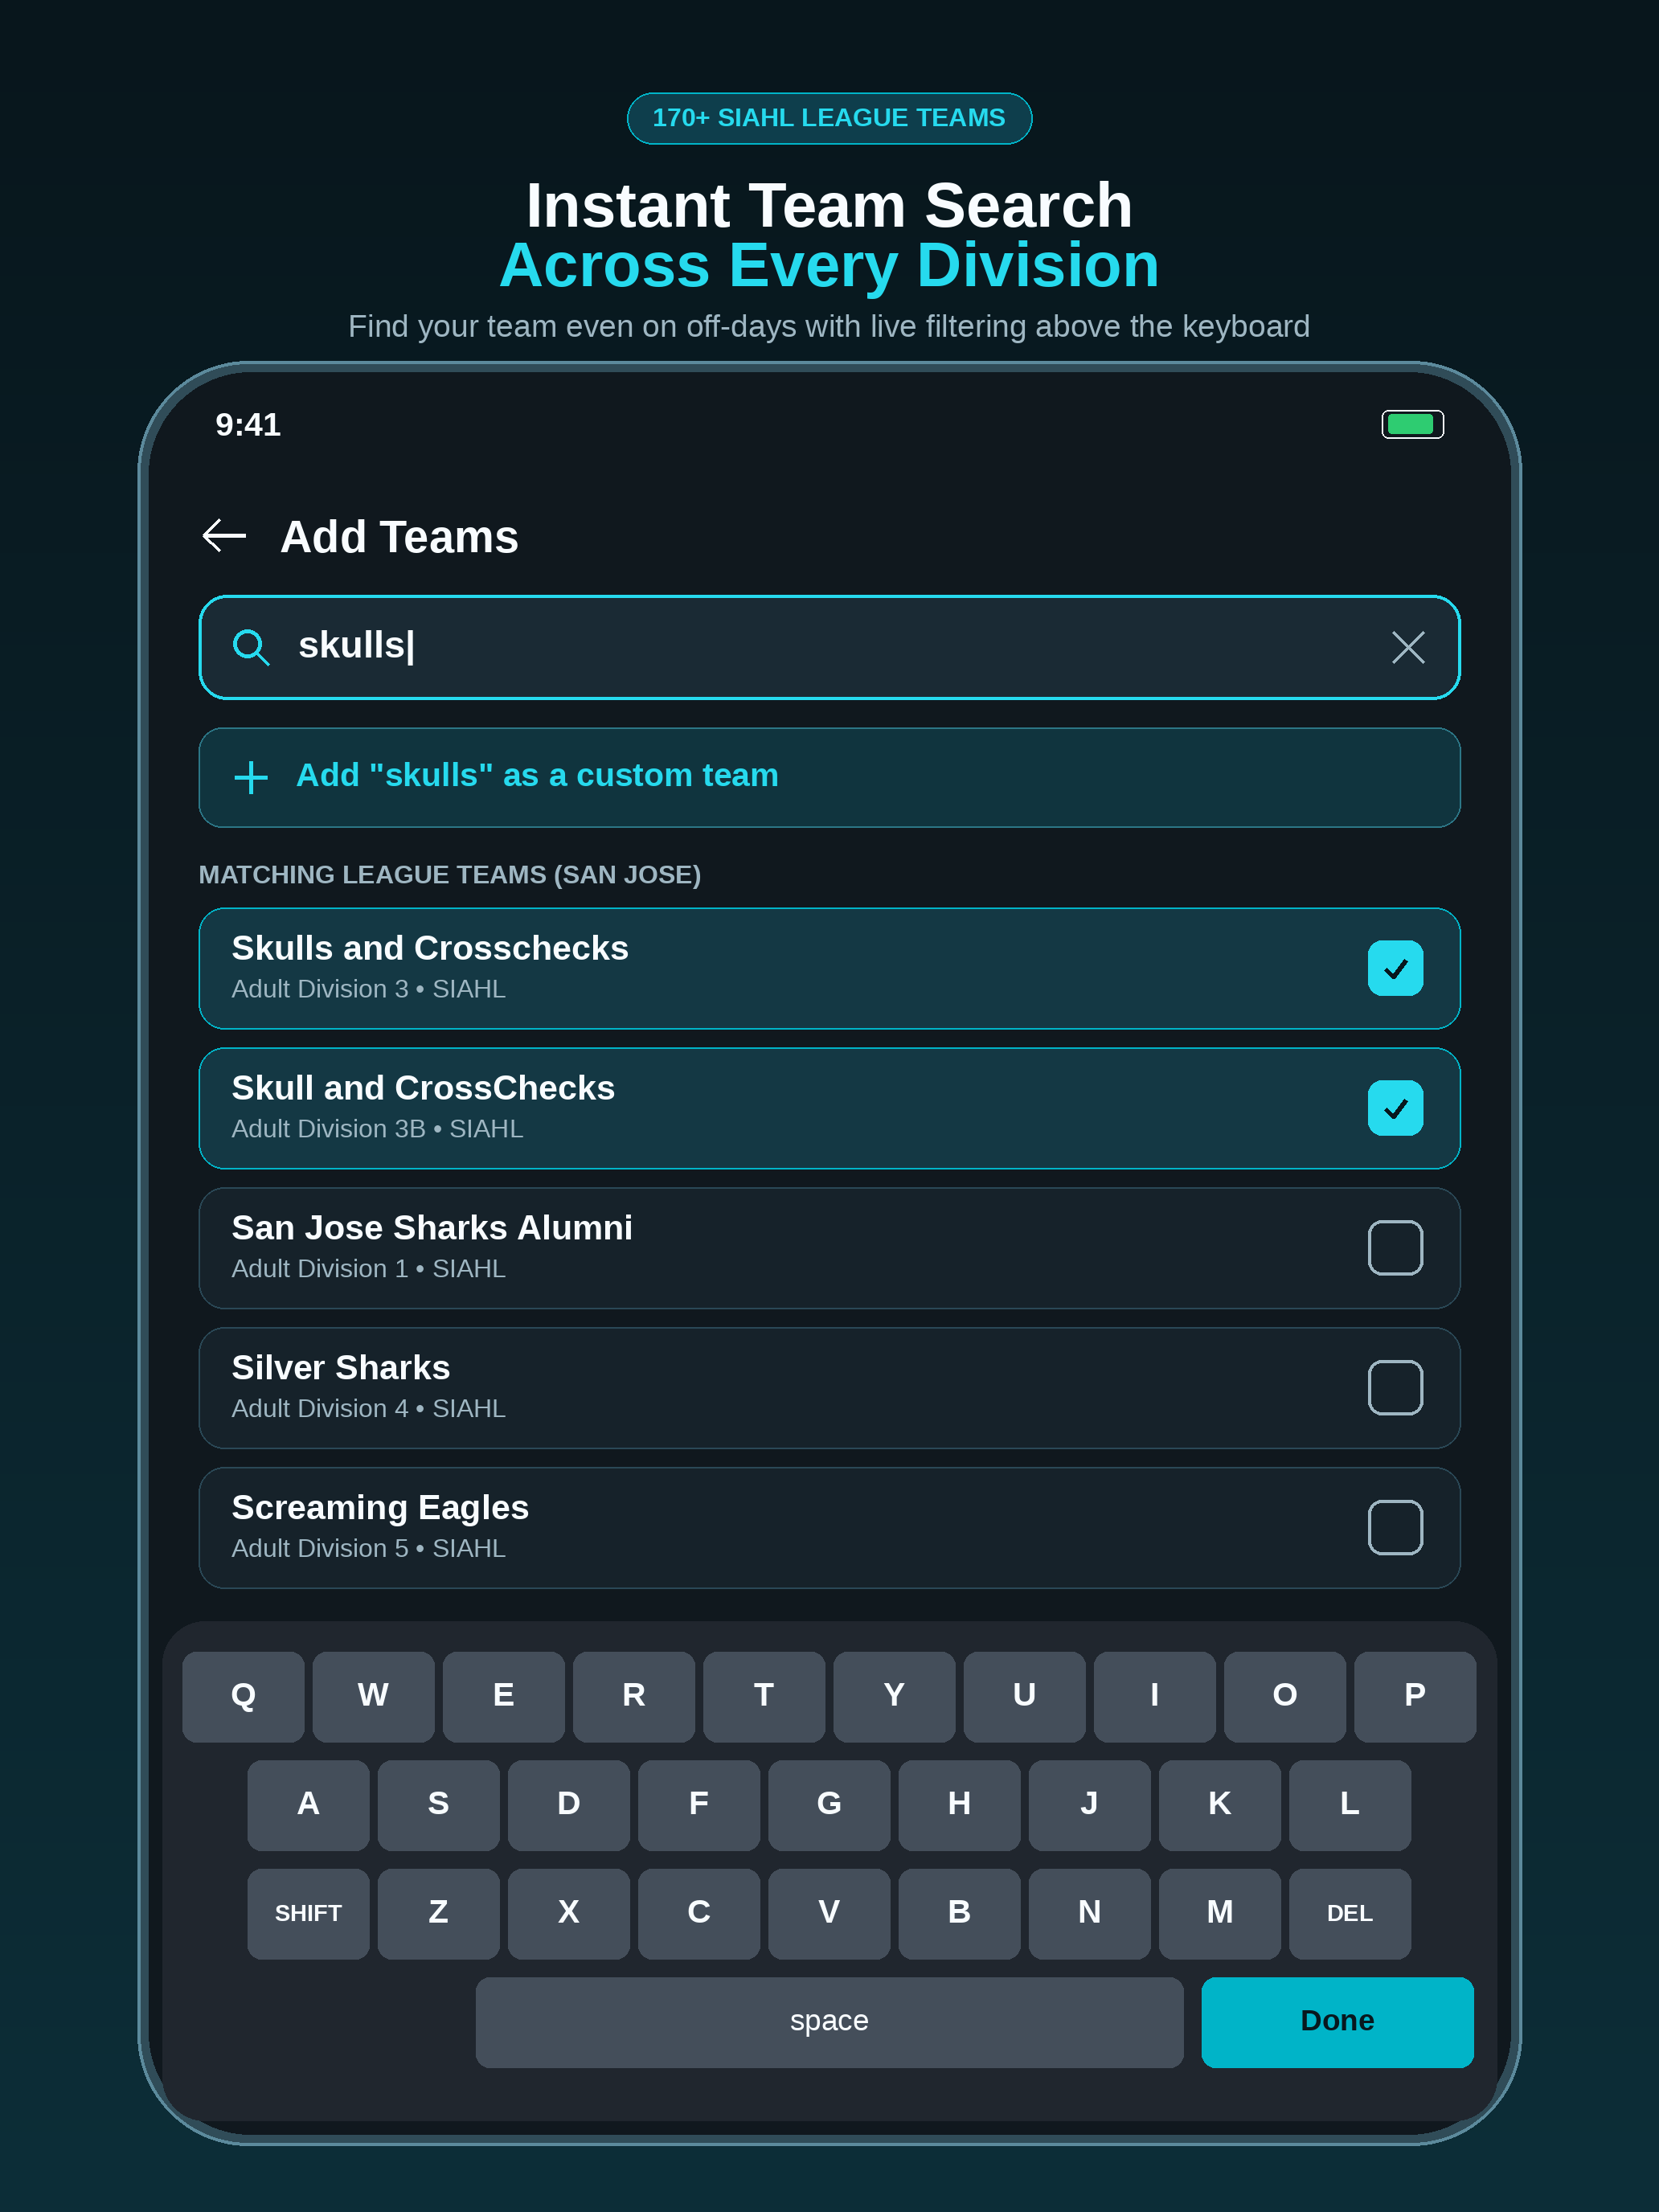 170+ SIAHL LEAGUE TEAMS
Instant Team Search
Across Every Division
Find your team even on off-days with live filtering above the keyboard
9:41
Add Teams
skulls|
Add "skulls" as a custom team
MATCHING LEAGUE TEAMS (SAN JOSE)
Skulls and Crosschecks
Adult Division 3 • SIAHL
Skull and CrossChecks
Adult Division 3B • SIAHL
San Jose Sharks Alumni
Adult Division 1 • SIAHL
Silver Sharks
Adult Division 4 • SIAHL
Screaming Eagles
Adult Division 5 • SIAHL
Q W E R T Y U I O P
A S D F G H J K L
SHIFT Z X C V B N M DEL
space Done